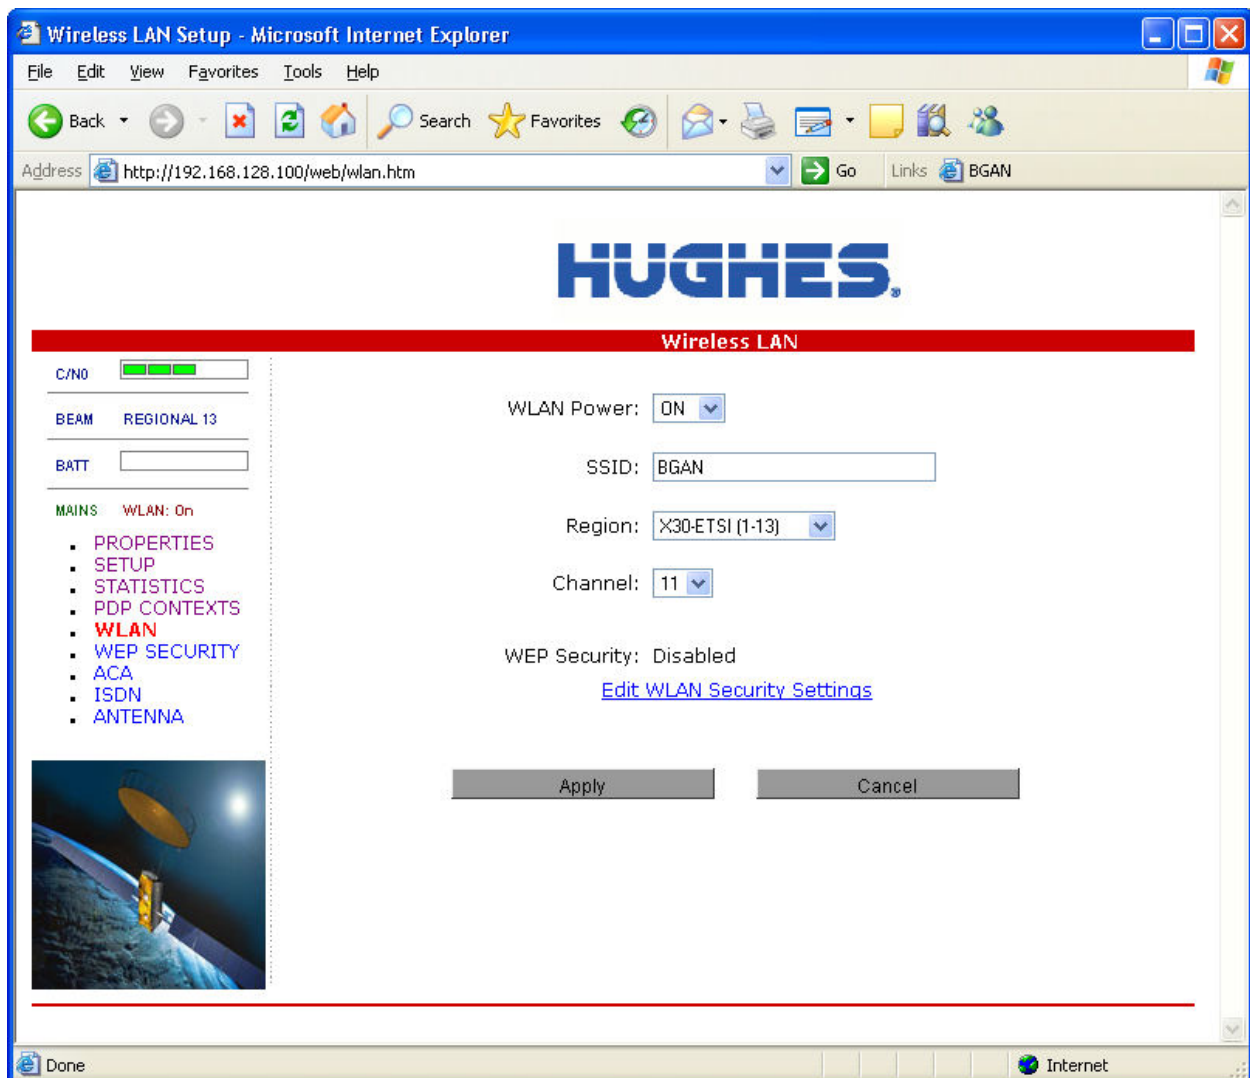 Wireless LAN Setup - Microsoft Internet Explorer
File Edit View Favorites Tools Help
Back Search Favorites
Address http://192.168.128.100/web/wlan.htm Go Links BGAN
HUGHES®
Wireless LAN
C/N0
BEAM REGIONAL 13
BATT
MAINS WLAN: On
PROPERTIES
SETUP
STATISTICS
PDP CONTEXTS
WLAN
WEP SECURITY
ACA
ISDN
ANTENNA
WLAN Power: ON
SSID: BGAN
Region: X30-ETSI (1-13)
Channel: 11
WEP Security: Disabled
Edit WLAN Security Settings
Apply Cancel
Done Internet